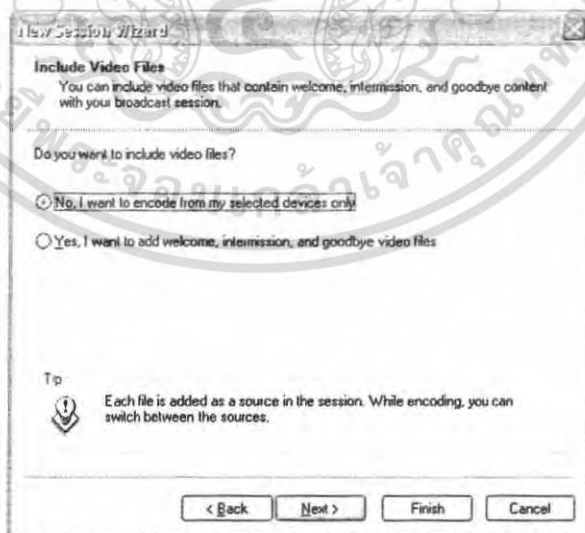 New Session Wizard
Include Video Files
You can include video files that contain welcome, intermission, and goodbye content
with your broadcast session.
Do you want to include video files?
No, I want to encode from my selected devices only
Yes, I want to add welcome, intermission, and goodbye video files
Tip
Each file is added as a source in the session. While encoding, you can
switch between the sources.
< Back
Next >
Finish
Cancel